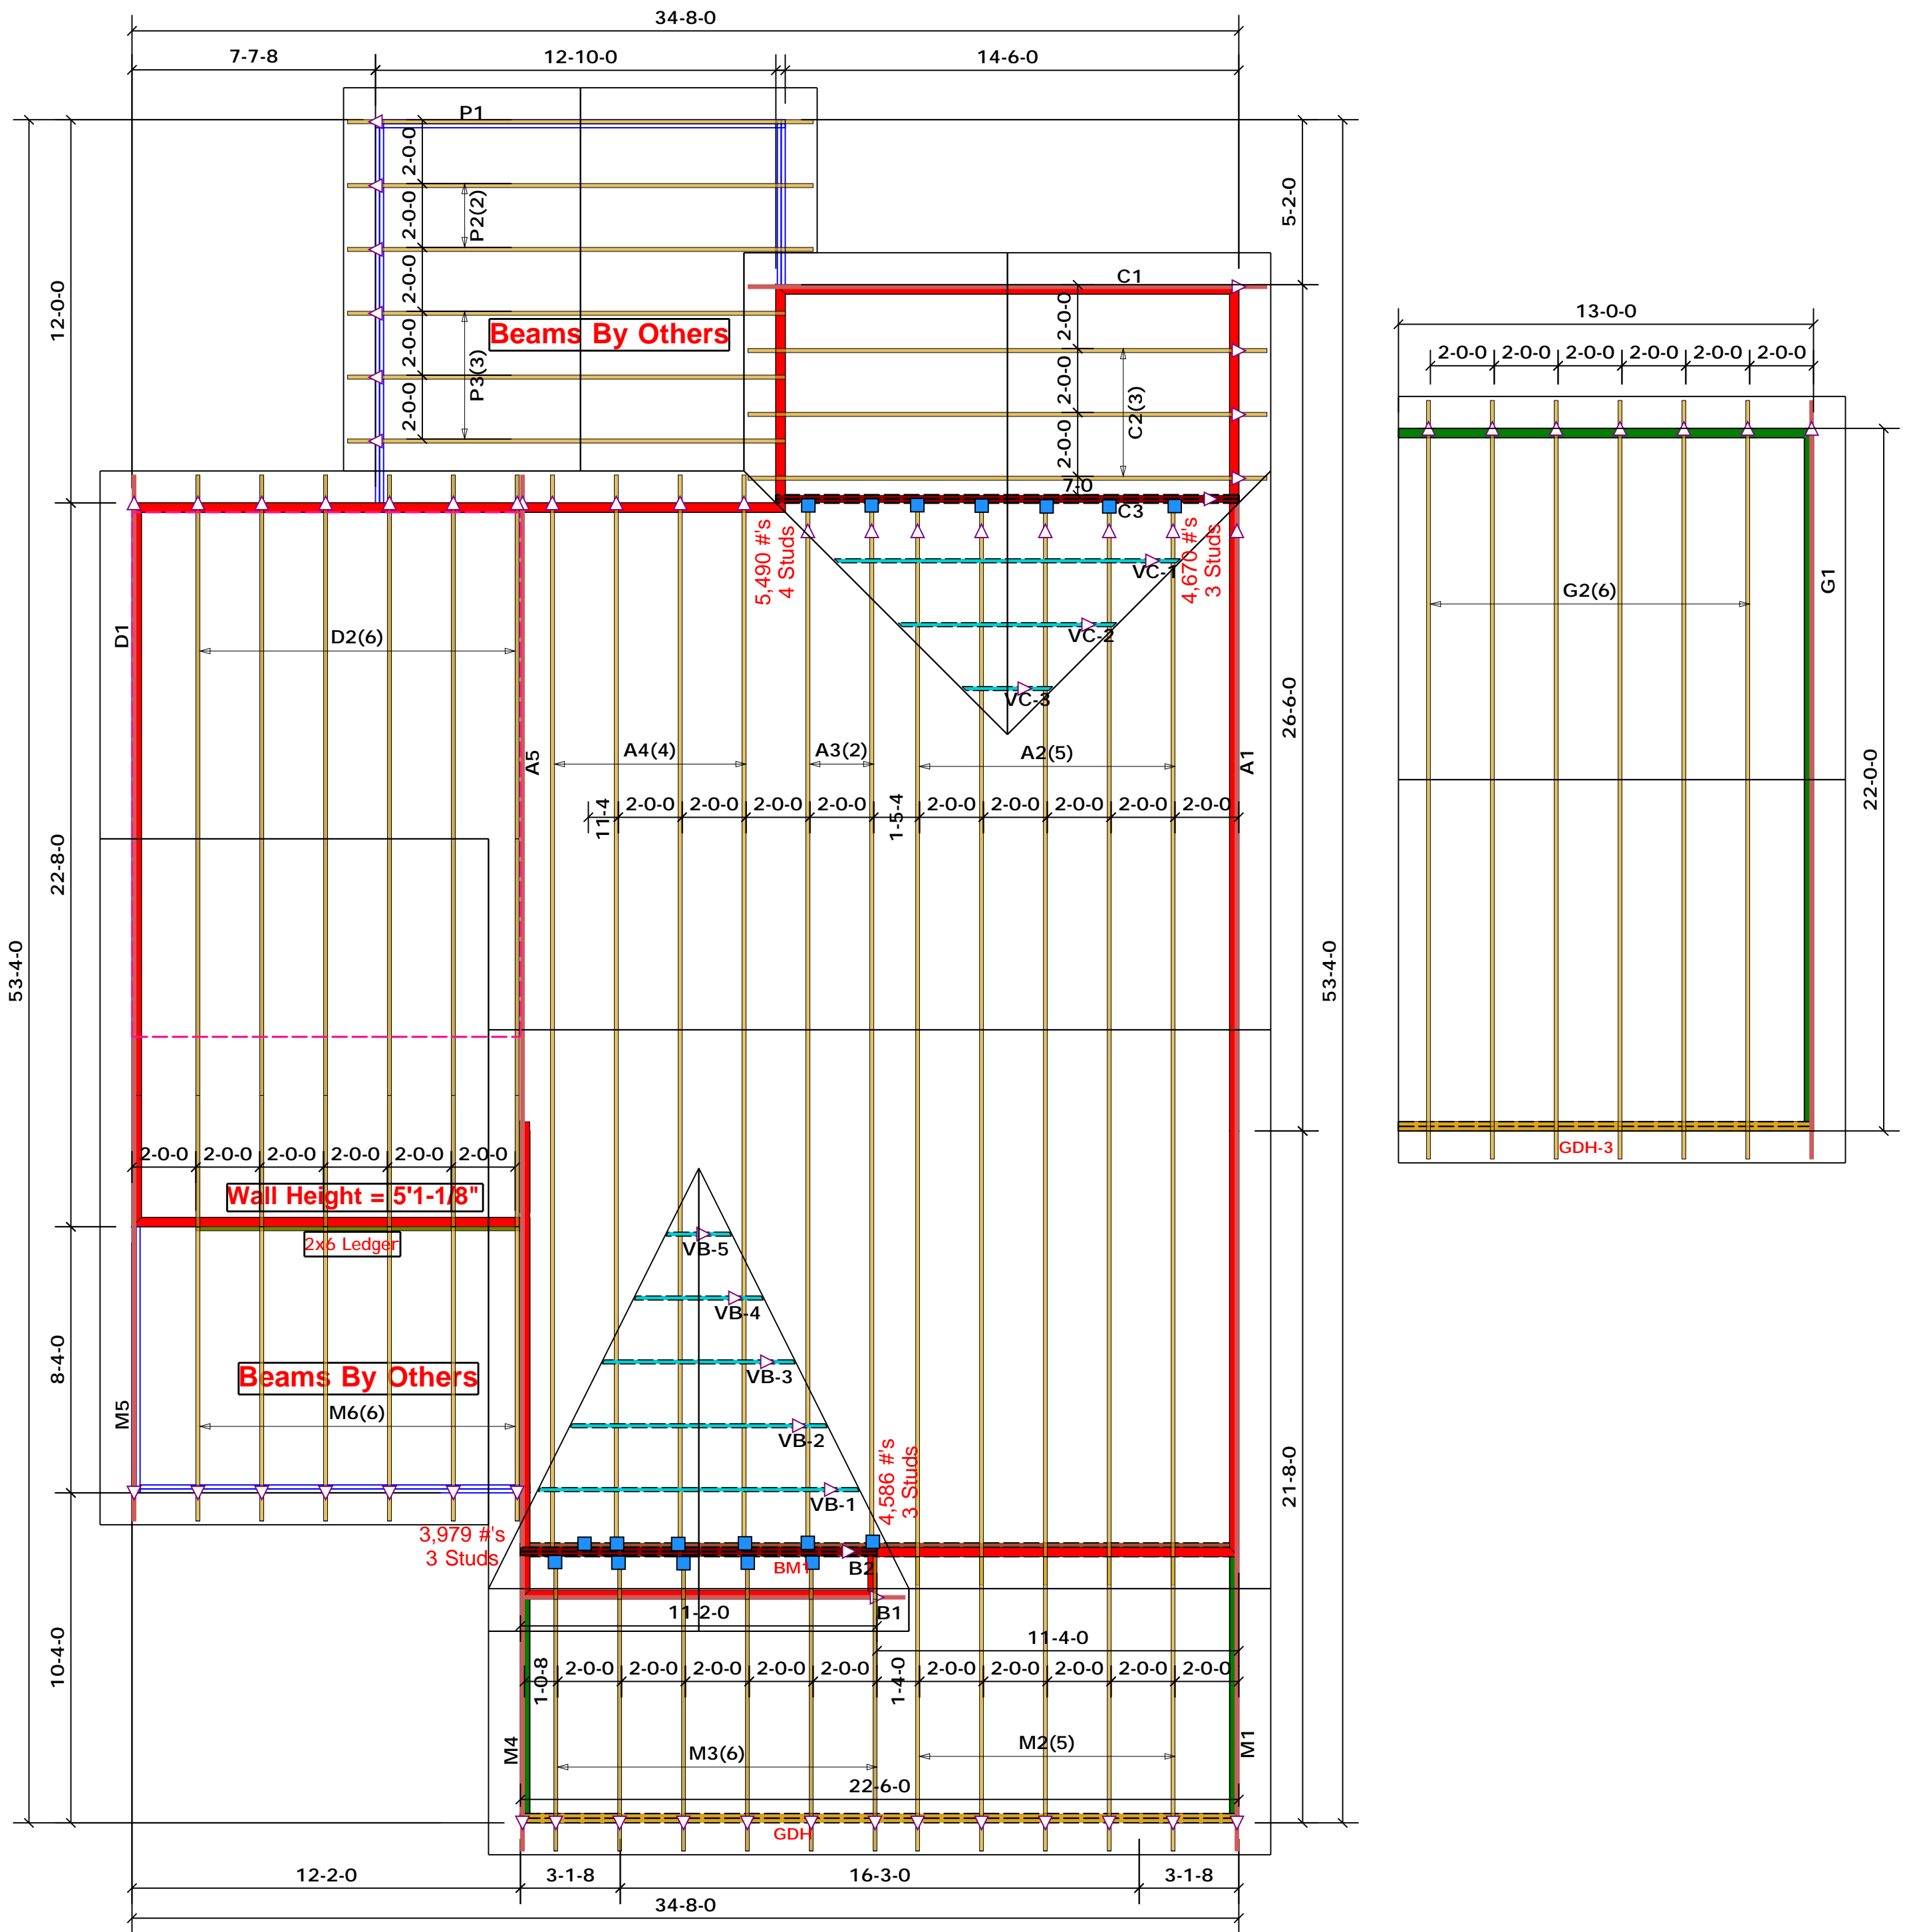 34-8-0
7-7-8
12-10-0
14-6-0
P1
2-0-0
2-0-0
2-0-0
2-0-0
2-0-0
P2(2)
P3(3)
12-0-0
5-2-0
C1
Beams By Others
2-0-0
2-0-0
2-0-0
C2(3)
7-0
C3
13-0-0
2-0-0 2-0-0 2-0-0 2-0-0 2-0-0 2-0-0
5,490 #'s
4 Studs
4,670 #'s
3 Studs
VC-1
VC-2
VC-3
D1
D2(6)
G2(6)
G1
22-0-0
26-6-0
A5
A4(4)
A3(2)
A2(5)
A1
11-4
2-0-0 2-0-0 2-0-0 2-0-0
1-5-4
2-0-0 2-0-0 2-0-0 2-0-0 2-0-0
22-8-0
53-4-0
53-4-0
GDH-3
2-0-0 2-0-0 2-0-0 2-0-0 2-0-0 2-0-0
Wall Height = 5'1-1/8"
2x6 Ledger
VB-5
VB-4
VB-3
VB-2
VB-1
8-4-0
Beams By Others
M5
M6(6)
21-8-0
4,586 #'s
3 Studs
3,979 #'s
3 Studs
BM1
B2
B1
11-2-0
11-4-0
10-4-0
1-0-8
2-0-0 2-0-0 2-0-0 2-0-0 2-0-0
1-4-0
2-0-0 2-0-0 2-0-0 2-0-0 2-0-0
M4
M3(6)
M2(5)
M1
22-6-0
GDH
12-2-0
3-1-8
16-3-0
3-1-8
34-8-0